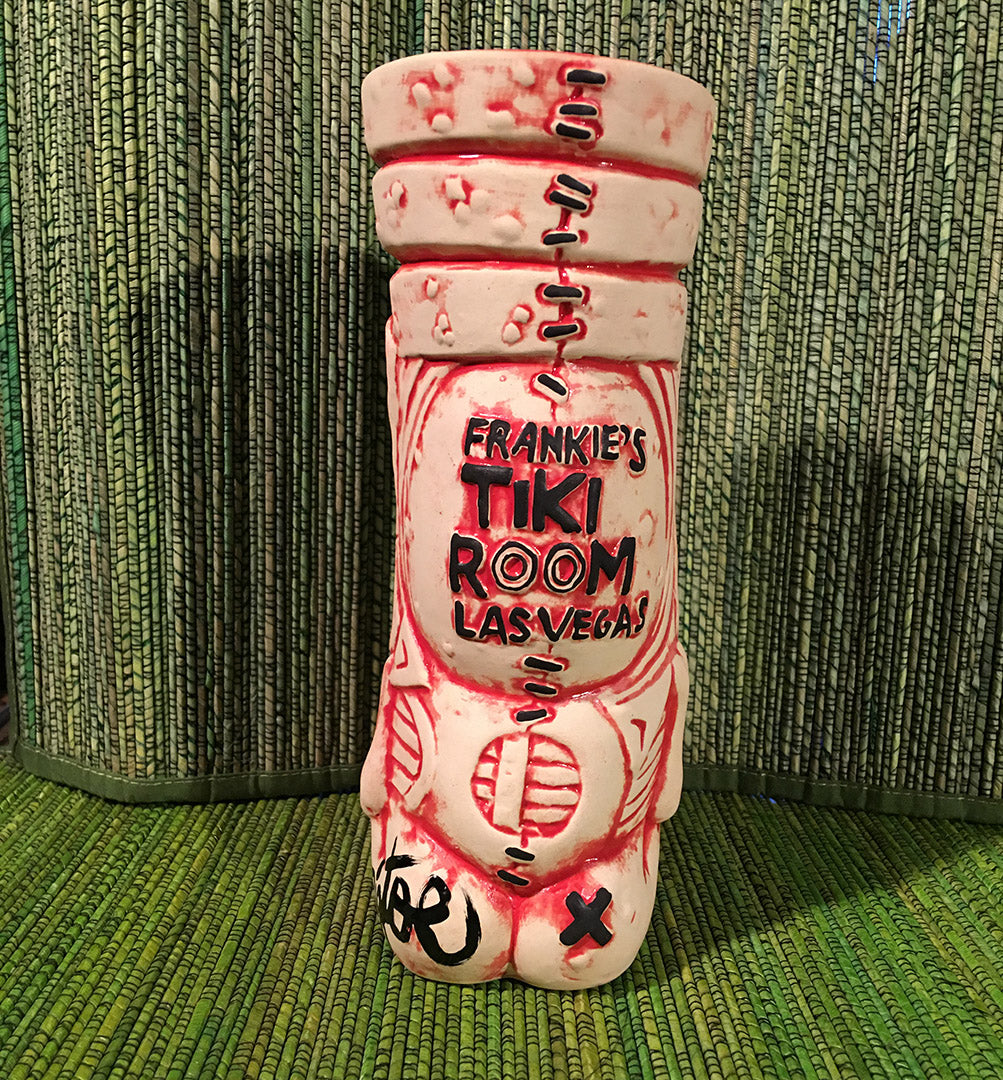 FRANKIE'S
TIKI
ROOM
LAS VEGAS
X